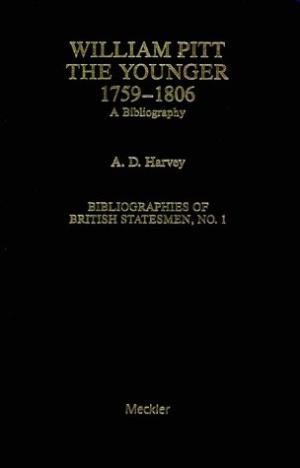 WILLIAM PITT
THE YOUNGER
1759–1806
A Bibliography
A. D. Harvey
BIBLIOGRAPHIES OF
BRITISH STATESMEN, NO. 1
Meckler